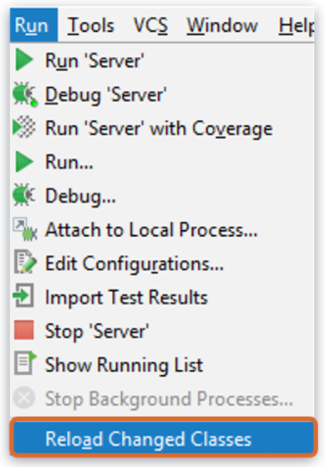 Run Tools VCS Window Help
Run 'Server'
Debug 'Server'
Run 'Server' with Coverage
Run...
Debug...
Attach to Local Process...
Edit Configurations...
Import Test Results
Stop 'Server'
Show Running List
Stop Background Processes...
Reload Changed Classes